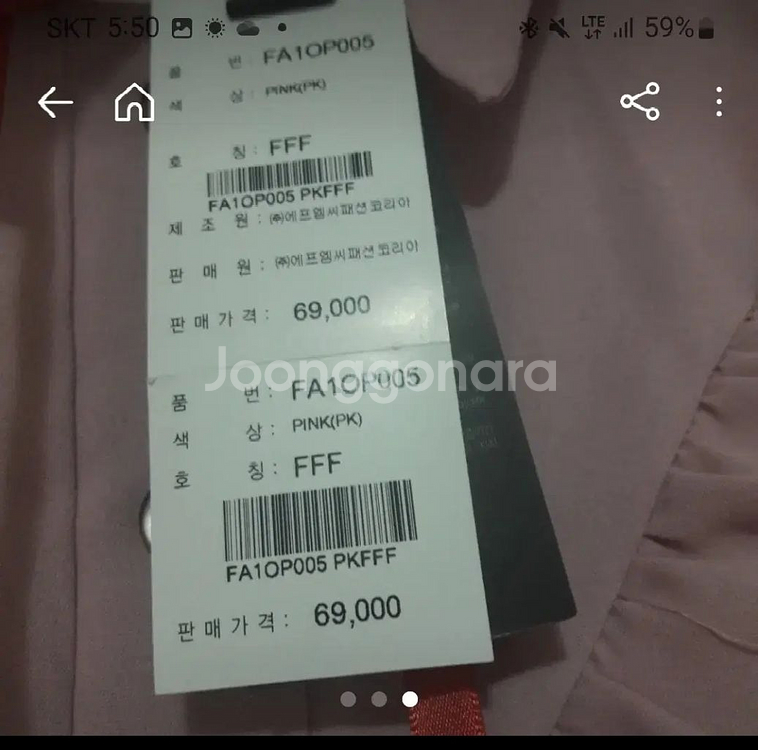 SKT 5:50 LTE 59%
품 번 : FA1OP005
색 상 : PINK(PK)
호 칭 : FFF
FA1OP005 PKFFF
제 조 원 : ㈜에프엠씨패션코리아
판 매 원 : ㈜에프엠씨패션코리아
판매가격 : 69,000
Joonggonara
품 번 : FA1OP005
색 상 : PINK(PK)
호 칭 : FFF
FA1OP005 PKFFF
판매가격 : 69,000